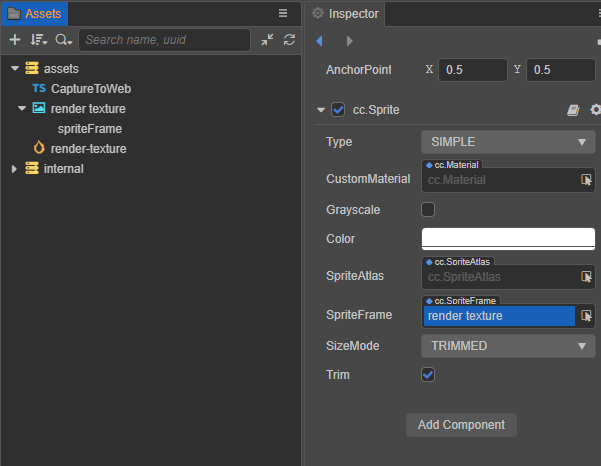 Assets
Search name, uuid
assets
TS CaptureToWeb
render texture
spriteFrame
render-texture
internal
Inspector
AnchorPoint X 0.5 Y 0.5
cc.Sprite
Type SIMPLE
cc.Material
CustomMaterial cc.Material
Grayscale
Color
cc.SpriteAtlas
SpriteAtlas cc.SpriteAtlas
cc.SpriteFrame
SpriteFrame render texture
SizeMode TRIMMED
Trim
Add Component